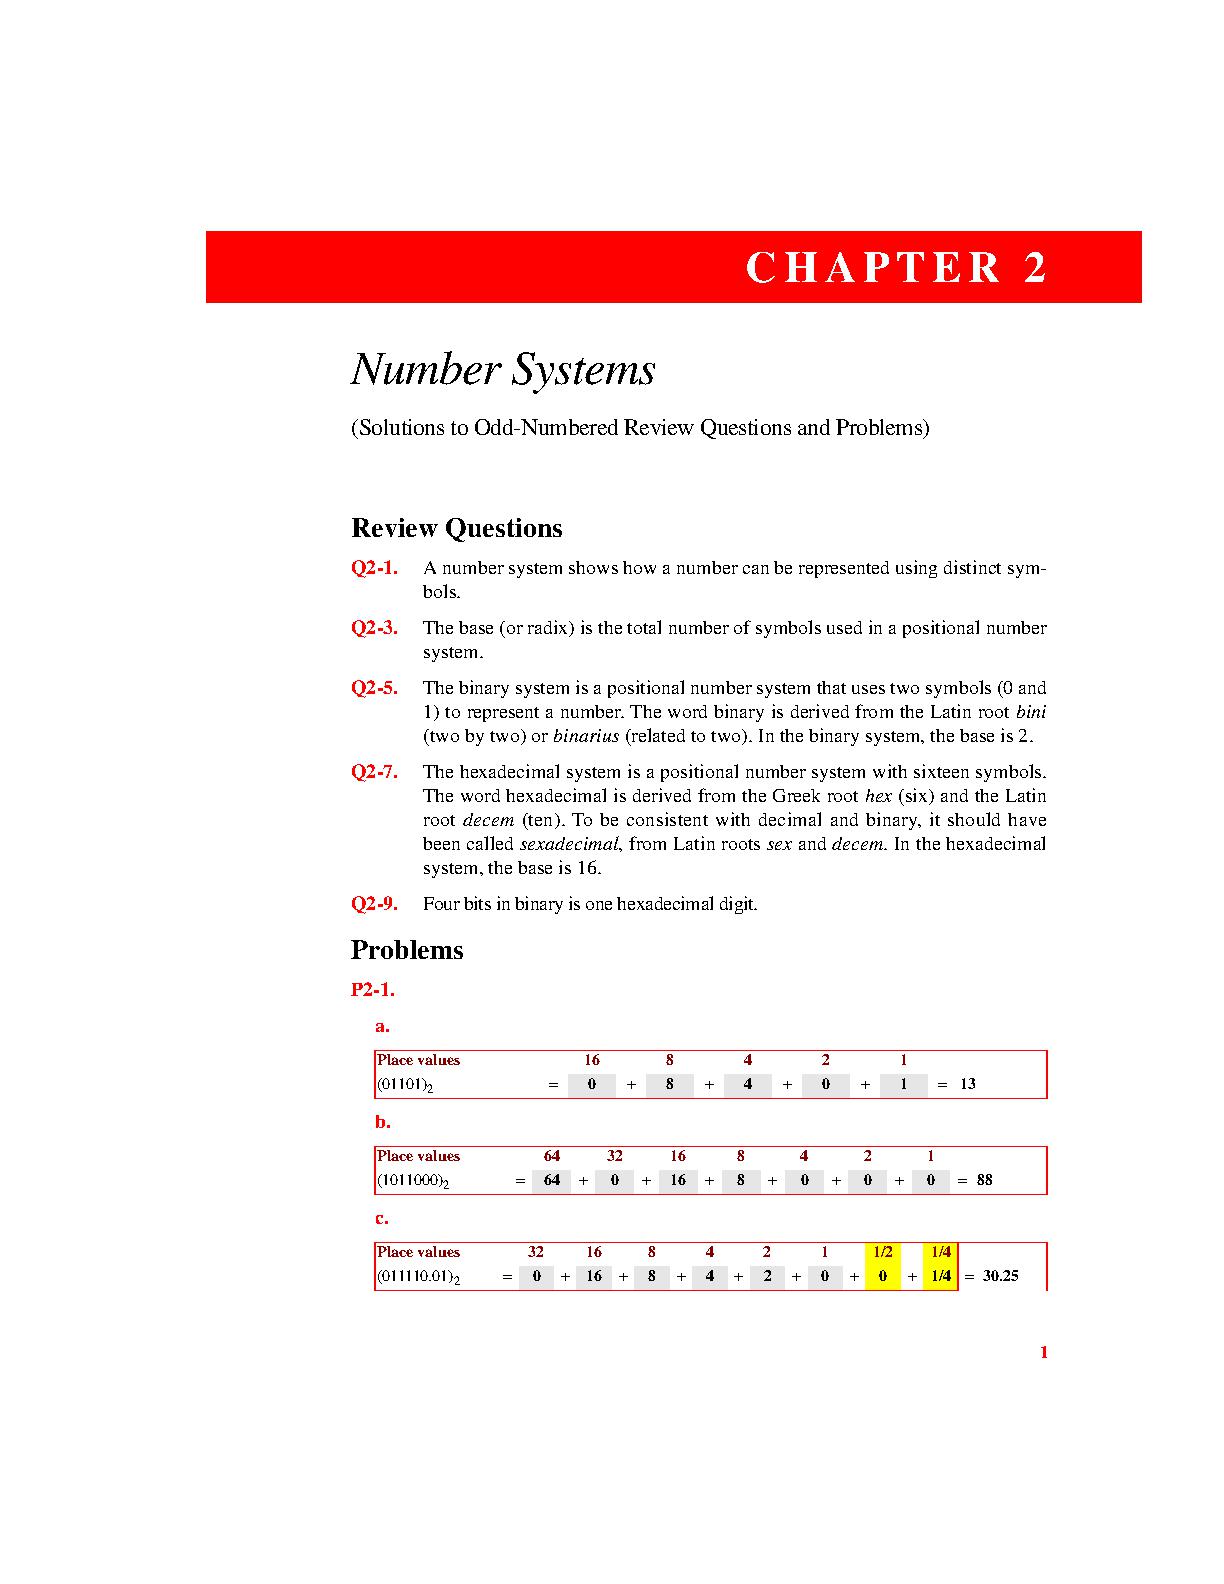 CHAPTER 2
Number Systems
(Solutions to Odd-Numbered Review Questions and Problems)
Review Questions
Q2-1. A number system shows how a number can be represented using distinct sym-
bols.
Q2-3. The base (or radix) is the total number of symbols used in a positional number
system.
Q2-5. The binary system is a positional number system that uses two symbols (0 and
1) to represent a number. The word binary is derived from the Latin root bini
(two by two) or binarius (related to two). In the binary system, the base is 2.
Q2-7. The hexadecimal system is a positional number system with sixteen symbols.
The word hexadecimal is derived from the Greek root hex (six) and the Latin
root decem (ten). To be consistent with decimal and binary, it should have
been called sexadecimal, from Latin roots sex and decem. In the hexadecimal
system, the base is 16.
Q2-9. Four bits in binary is one hexadecimal digit.
Problems
P2-1.
a.
Place values 16 8 4 2 1
(01101)2 = 0 + 8 + 4 + 0 + 1 = 13
b.
Place values 64 32 16 8 4 2 1
(1011000)2 = 64 + 0 + 16 + 8 + 0 + 0 + 0 = 88
c.
Place values 32 16 8 4 2 1 1/2 1/4
(011110.01)2 = 0 + 16 + 8 + 4 + 2 + 0 + 0 + 1/4 = 30.25
1